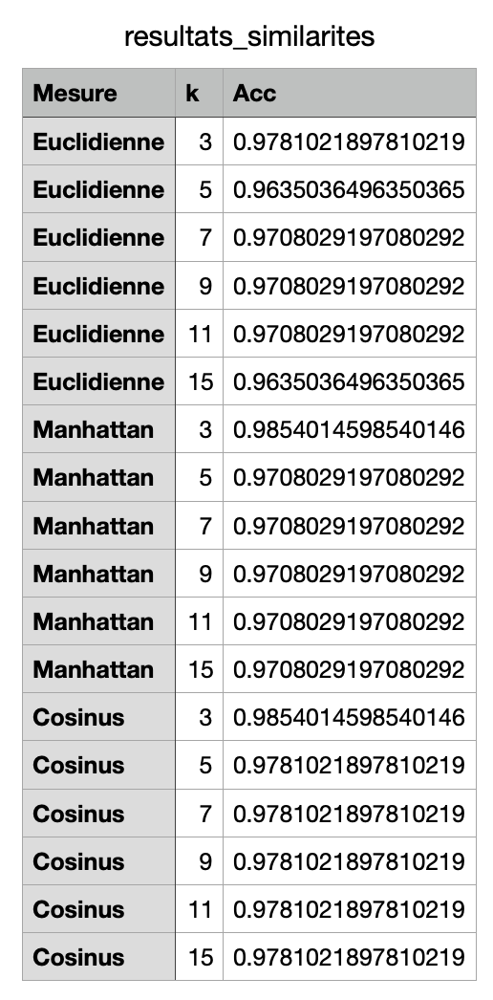 resultats_similarites
Mesure k Acc
Euclidienne 3 0.9781021897810219
Euclidienne 5 0.9635036496350365
Euclidienne 7 0.9708029197080292
Euclidienne 9 0.9708029197080292
Euclidienne 11 0.9708029197080292
Euclidienne 15 0.9635036496350365
Manhattan 3 0.9854014598540146
Manhattan 5 0.9708029197080292
Manhattan 7 0.9708029197080292
Manhattan 9 0.9708029197080292
Manhattan 11 0.9708029197080292
Manhattan 15 0.9708029197080292
Cosinus 3 0.9854014598540146
Cosinus 5 0.9781021897810219
Cosinus 7 0.9781021897810219
Cosinus 9 0.9781021897810219
Cosinus 11 0.9781021897810219
Cosinus 15 0.9781021897810219